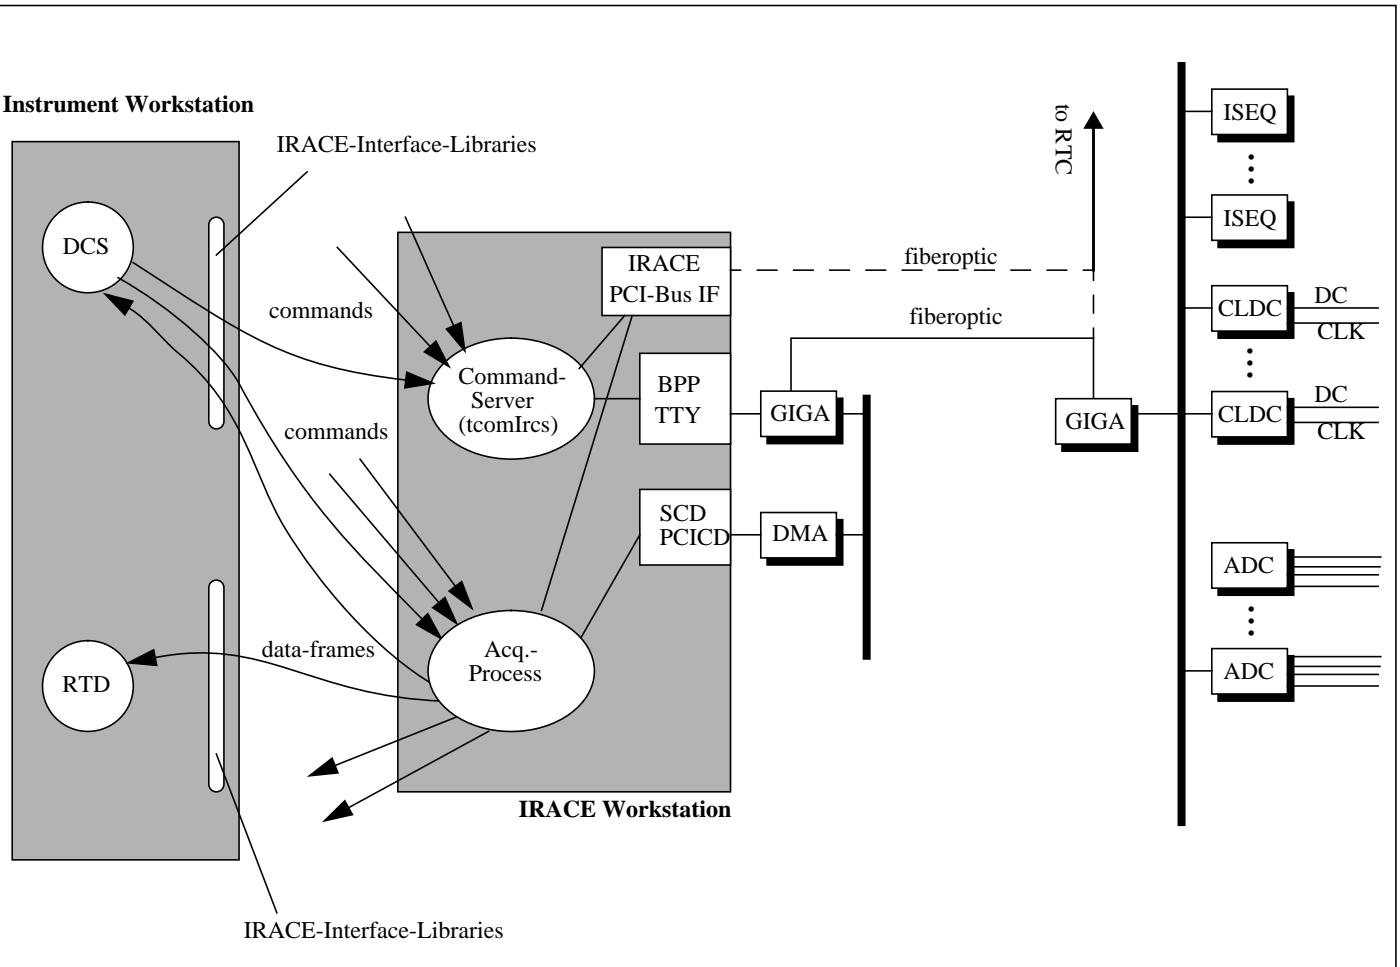 Instrument Workstation
IRACE-Interface-Libraries
to RTC
ISEQ
ISEQ
DCS
IRACE
PCI-Bus IF
fiberoptic
fiberoptic
commands
CLDC
DC
CLK
Command-
Server
(tcomIrcs)
BPP
TTY
GIGA
GIGA
CLDC
DC
CLK
commands
SCD
PCICD
DMA
ADC
data-frames
Acq.-
Process
RTD
ADC
IRACE Workstation
IRACE-Interface-Libraries